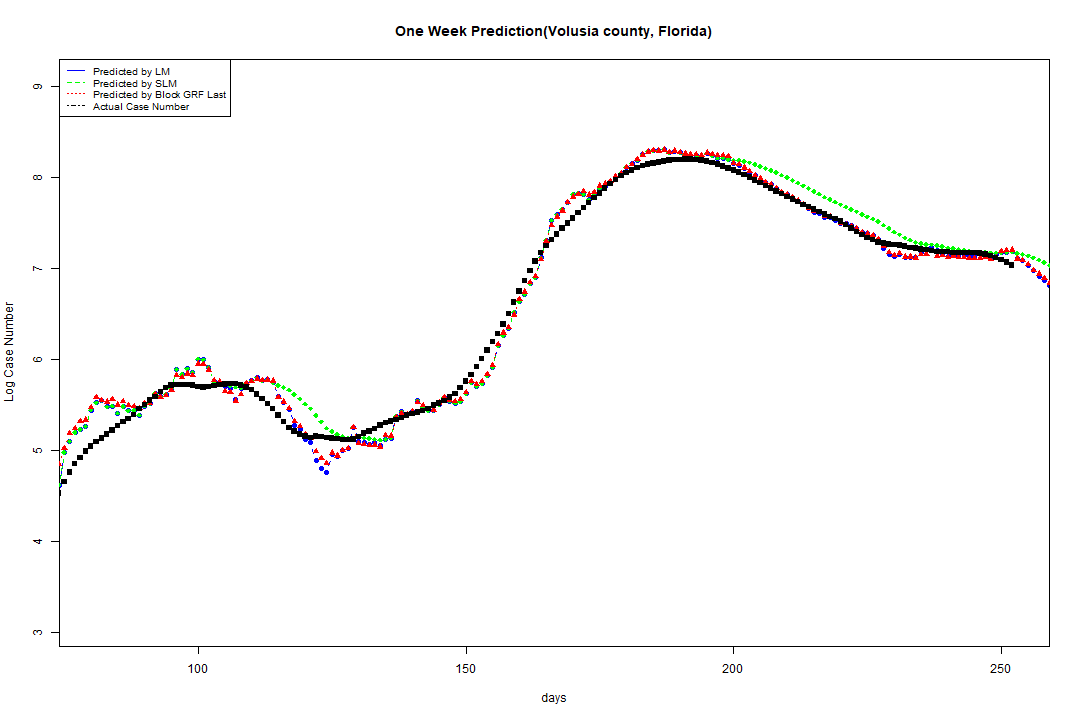 One Week Prediction(Volusia county, Florida)
Predicted by LM
Predicted by SLM
Predicted by Block GRF Last
Actual Case Number
9
8
7
6
5
4
3
Log Case Number
100
150
200
250
days